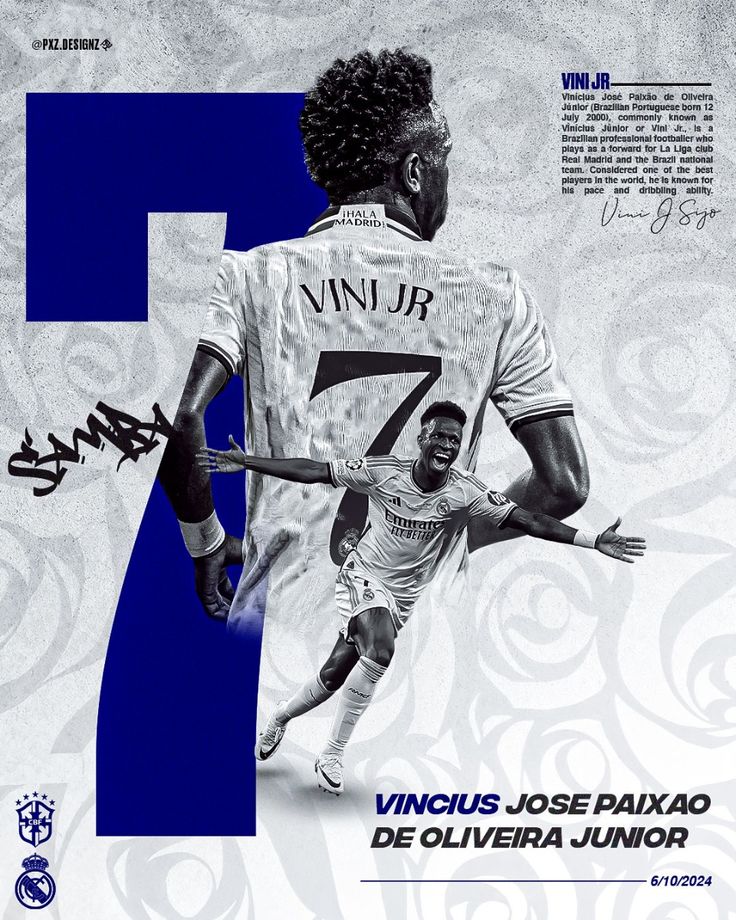 @PXZ.DESIGNZ
VINI JR
Vinícius José Paixão de Oliveira
Júnior (Brazilian Portuguese born 12
July 2000), commonly known as
Vinícius Júnior or Vini Jr., is a
Brazilian professional footballer who
plays as a forward for La Liga club
Real Madrid and the Brazil national
team. Considered one of the best
players in the world, he is known for
his pace and dribbling ability.
Vini J
¡HALA
MADRID!
VINI JR
7
SAMBA
Emirates
FLY BETTER
CBF
VINCIUS JOSE PAIXAO
DE OLIVEIRA JUNIOR
6/10/2024